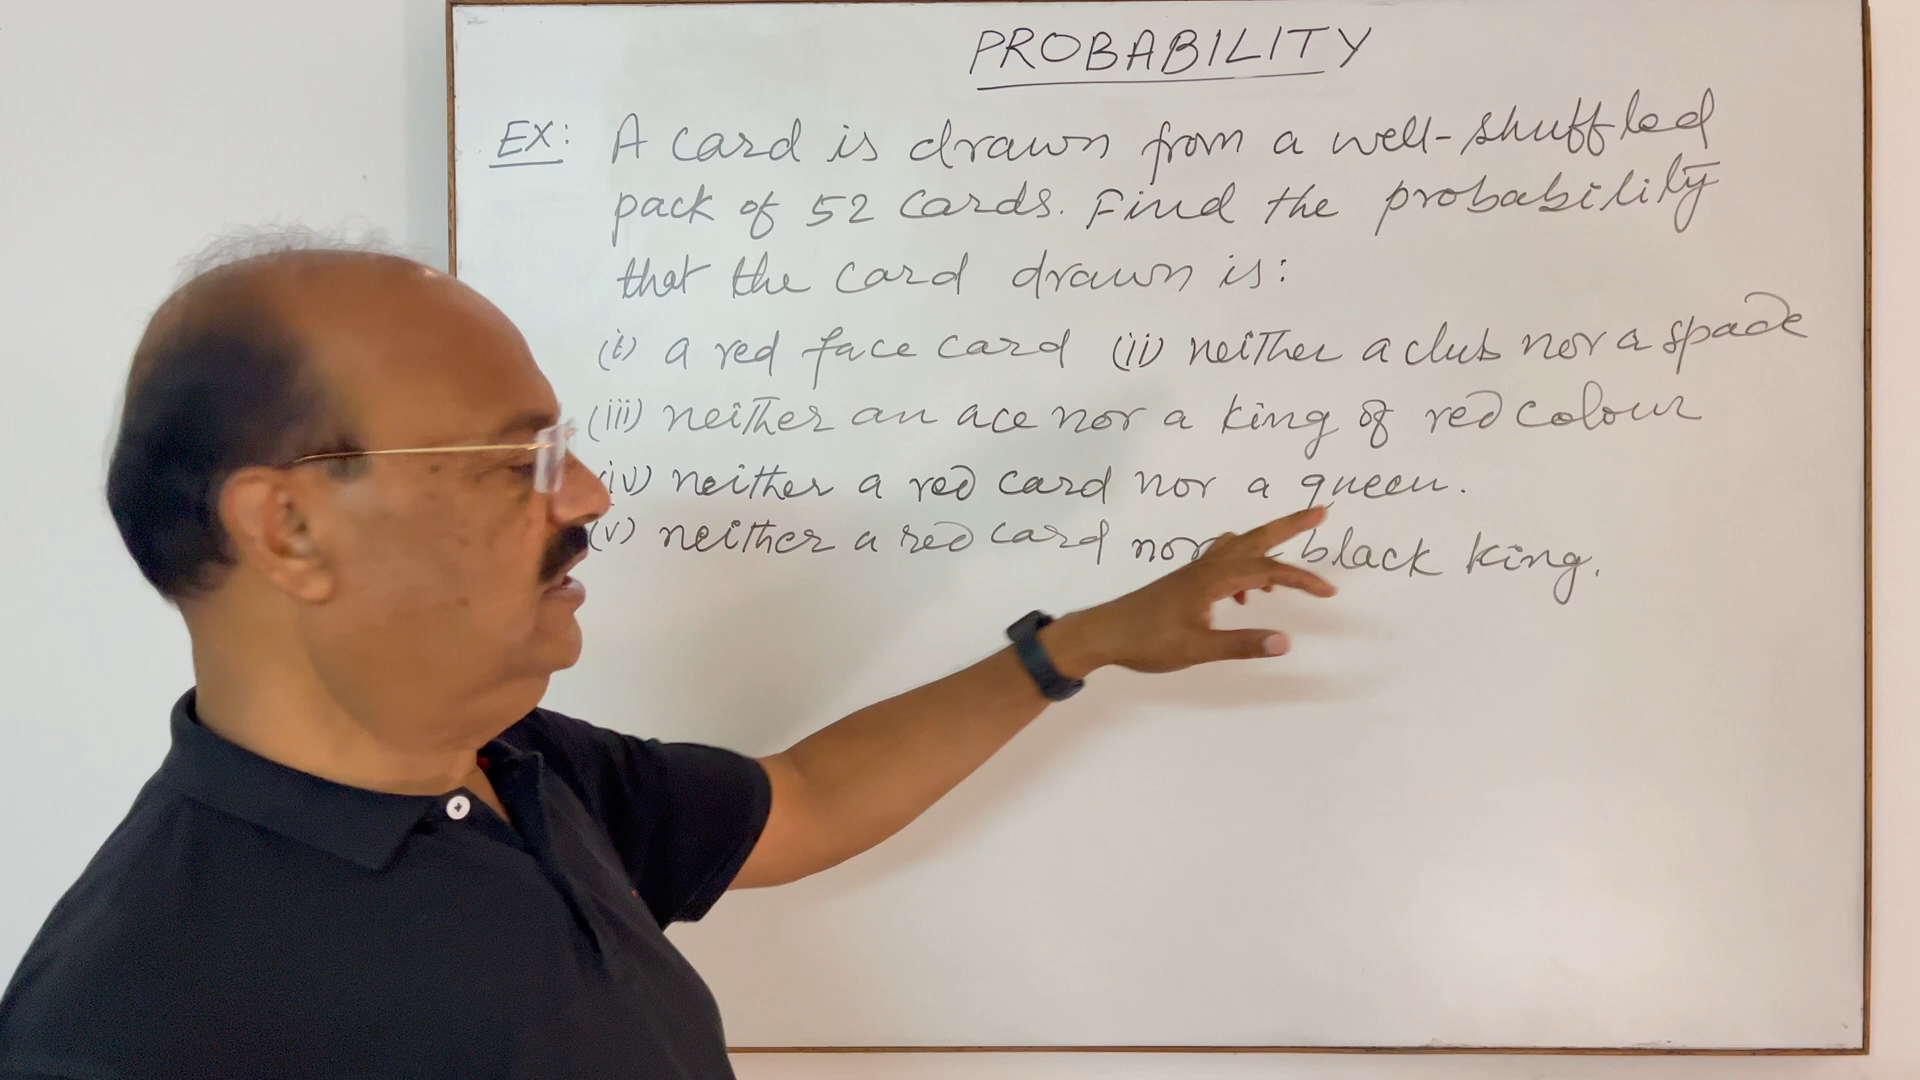 PROBABILITY
EX: A card is drawn from a well-shuffled
pack of 52 cards. Find the probability
that the card drawn is:
(i) a red face card (ii) neither a club nor a spade
(iii) neither an ace nor a king of red colour
(iv) neither a red card nor a queen.
(v) neither a red card nor black king.